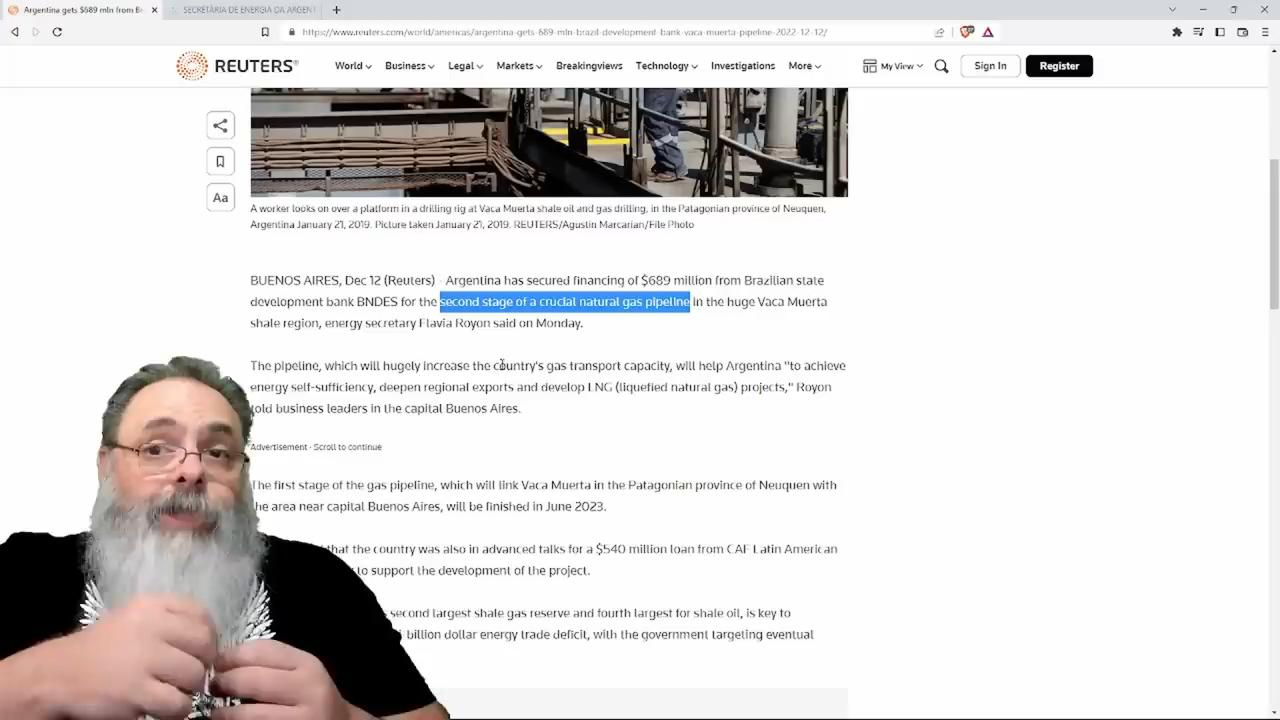 Argentina gets $689 mln from B
SECRETÁRIA DE ENERGIA DA ARGENT
https://www.reuters.com/world/americas/argentina-gets-689-mln-brazil-development-bank-vaca-muerta-pipeline-2022-12-12/
REUTERS®
World Business Legal Markets Breakingviews Technology Investigations More
My View
Sign In
Register
Aa
A worker looks on over a platform in a drilling rig at Vaca Muerta shale oil and gas drilling, in the Patagonian province of Neuquen,
Argentina January 21, 2019. Picture taken January 21, 2019. REUTERS/Agustin Marcarian/File Photo
BUENOS AIRES, Dec 12 (Reuters) - Argentina has secured financing of $689 million from Brazilian state
development bank BNDES for the second stage of a crucial natural gas pipeline in the huge Vaca Muerta
shale region, energy secretary Flavia Royon said on Monday.
The pipeline, which will hugely increase the country's gas transport capacity, will help Argentina "to achieve
energy self-sufficiency, deepen regional exports and develop LNG (liquefied natural gas) projects," Royon
told business leaders in the capital Buenos Aires.
Advertisement · Scroll to continue
The first stage of the gas pipeline, which will link Vaca Muerta in the Patagonian province of Neuquen with
the area near capital Buenos Aires, will be finished in June 2023.
that the country was also in advanced talks for a $540 million loan from CAF Latin American
to support the development of the project.
second largest shale gas reserve and fourth largest for shale oil, is key to
billion dollar energy trade deficit, with the government targeting eventual